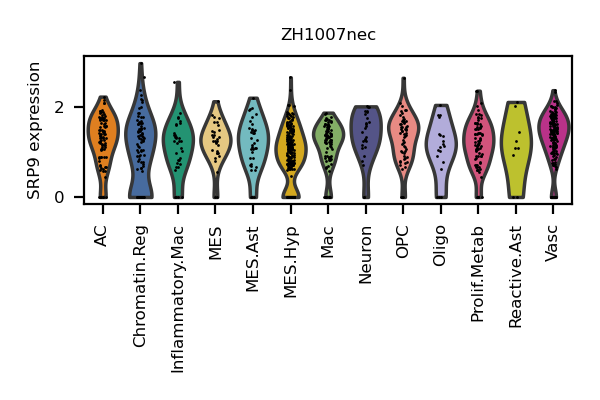 ZH1007nec
SRP9 expression
2
0
AC
Chromatin.Reg
Inflammatory.Mac
MES
MES.Ast
MES.Hyp
Mac
Neuron
OPC
Oligo
Prolif.Metab
Reactive.Ast
Vasc